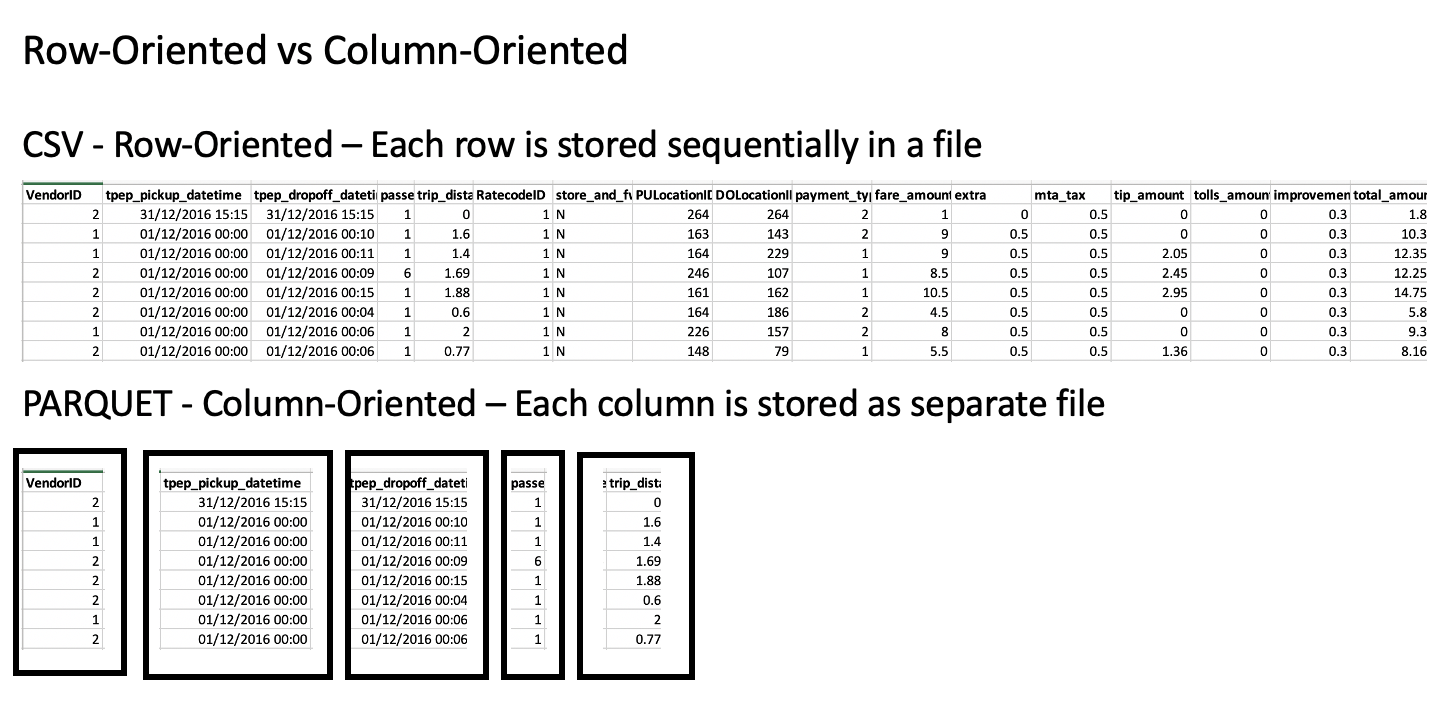 Row-Oriented vs Column-Oriented
CSV - Row-Oriented – Each row is stored sequentially in a file
VendorID tpep_pickup_datetime tpep_dropoff_dateti passe trip_dista RatecodeID store_and_fw PULocationID DOLocationII payment_ty fare_amount extra mta_tax tip_amount tolls_amoun improvemen total_amour
2 31/12/2016 15:15 31/12/2016 15:15 1 0 1 N 264 264 2 1 0 0.5 0 0 0.3 1.8
1 01/12/2016 00:00 01/12/2016 00:10 1 1.6 1 N 163 143 2 9 0.5 0.5 0 0 0.3 10.3
1 01/12/2016 00:00 01/12/2016 00:11 1 1.4 1 N 164 229 1 9 0.5 0.5 2.05 0 0.3 12.35
2 01/12/2016 00:00 01/12/2016 00:09 6 1.69 1 N 246 107 1 8.5 0.5 0.5 2.45 0 0.3 12.25
2 01/12/2016 00:00 01/12/2016 00:15 1 1.88 1 N 161 162 1 10.5 0.5 0.5 2.95 0 0.3 14.75
2 01/12/2016 00:00 01/12/2016 00:04 1 0.6 1 N 164 186 2 4.5 0.5 0.5 0 0 0.3 5.8
1 01/12/2016 00:00 01/12/2016 00:06 1 2 1 N 226 157 2 8 0.5 0.5 0 0 0.3 9.3
2 01/12/2016 00:00 01/12/2016 00:06 1 0.77 1 N 148 79 1 5.5 0.5 0.5 1.36 0 0.3 8.16
PARQUET - Column-Oriented – Each column is stored as separate file
VendorID tpep_pickup_datetime tpep_dropoff_dateti passe trip_dista
2 31/12/2016 15:15 31/12/2016 15:15 1 0
1 01/12/2016 00:00 01/12/2016 00:10 1 1.6
1 01/12/2016 00:00 01/12/2016 00:11 1 1.4
2 01/12/2016 00:00 01/12/2016 00:09 6 1.69
2 01/12/2016 00:00 01/12/2016 00:15 1 1.88
2 01/12/2016 00:00 01/12/2016 00:04 1 0.6
1 01/12/2016 00:00 01/12/2016 00:06 1 2
2 01/12/2016 00:00 01/12/2016 00:06 1 0.77